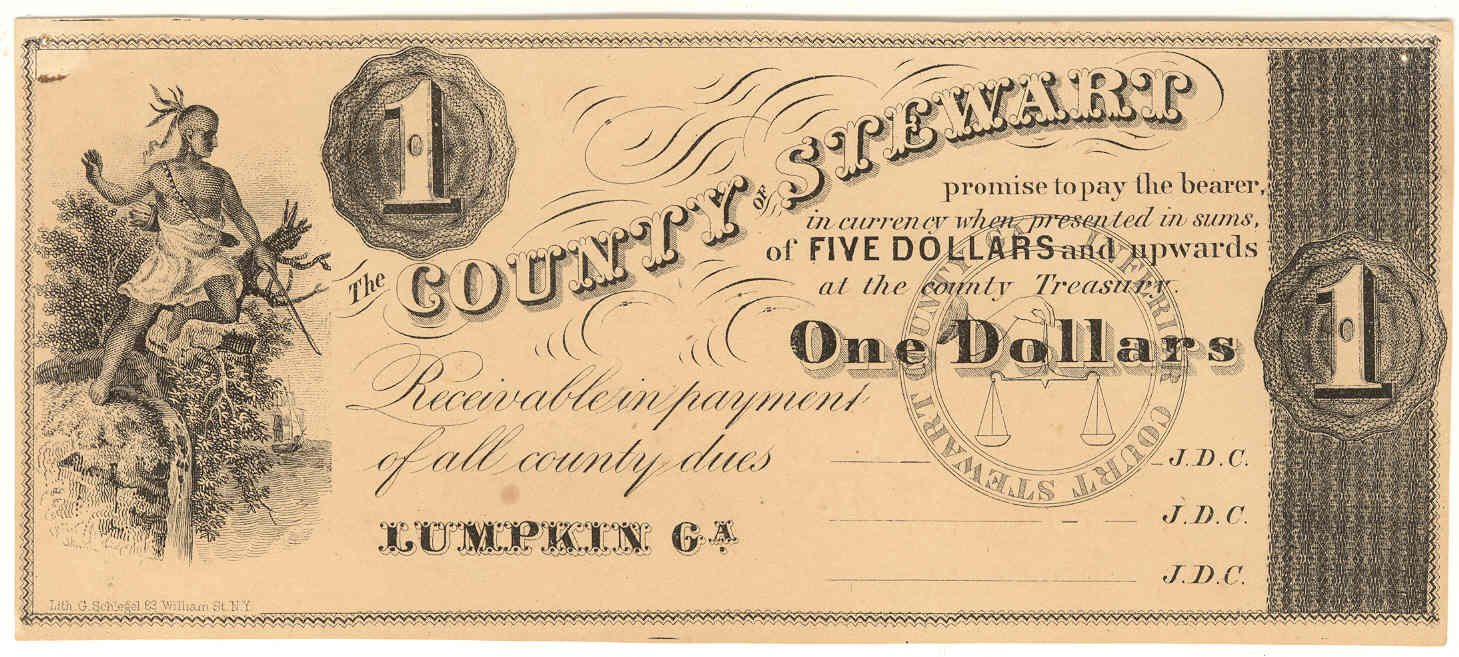 1
The COUNTY OF STEWART
promise to pay the bearer,
in currency when presented in sums,
of FIVE DOLLARS and upwards
at the county Treasury.
One Dollars
1
Receivable in payment
of all county dues
J.D.C.
J.D.C.
J.D.C.
LUMPKIN GA
COURT STEWART COUNTY
Lith. G. Schlegel 63 William St. N.Y.